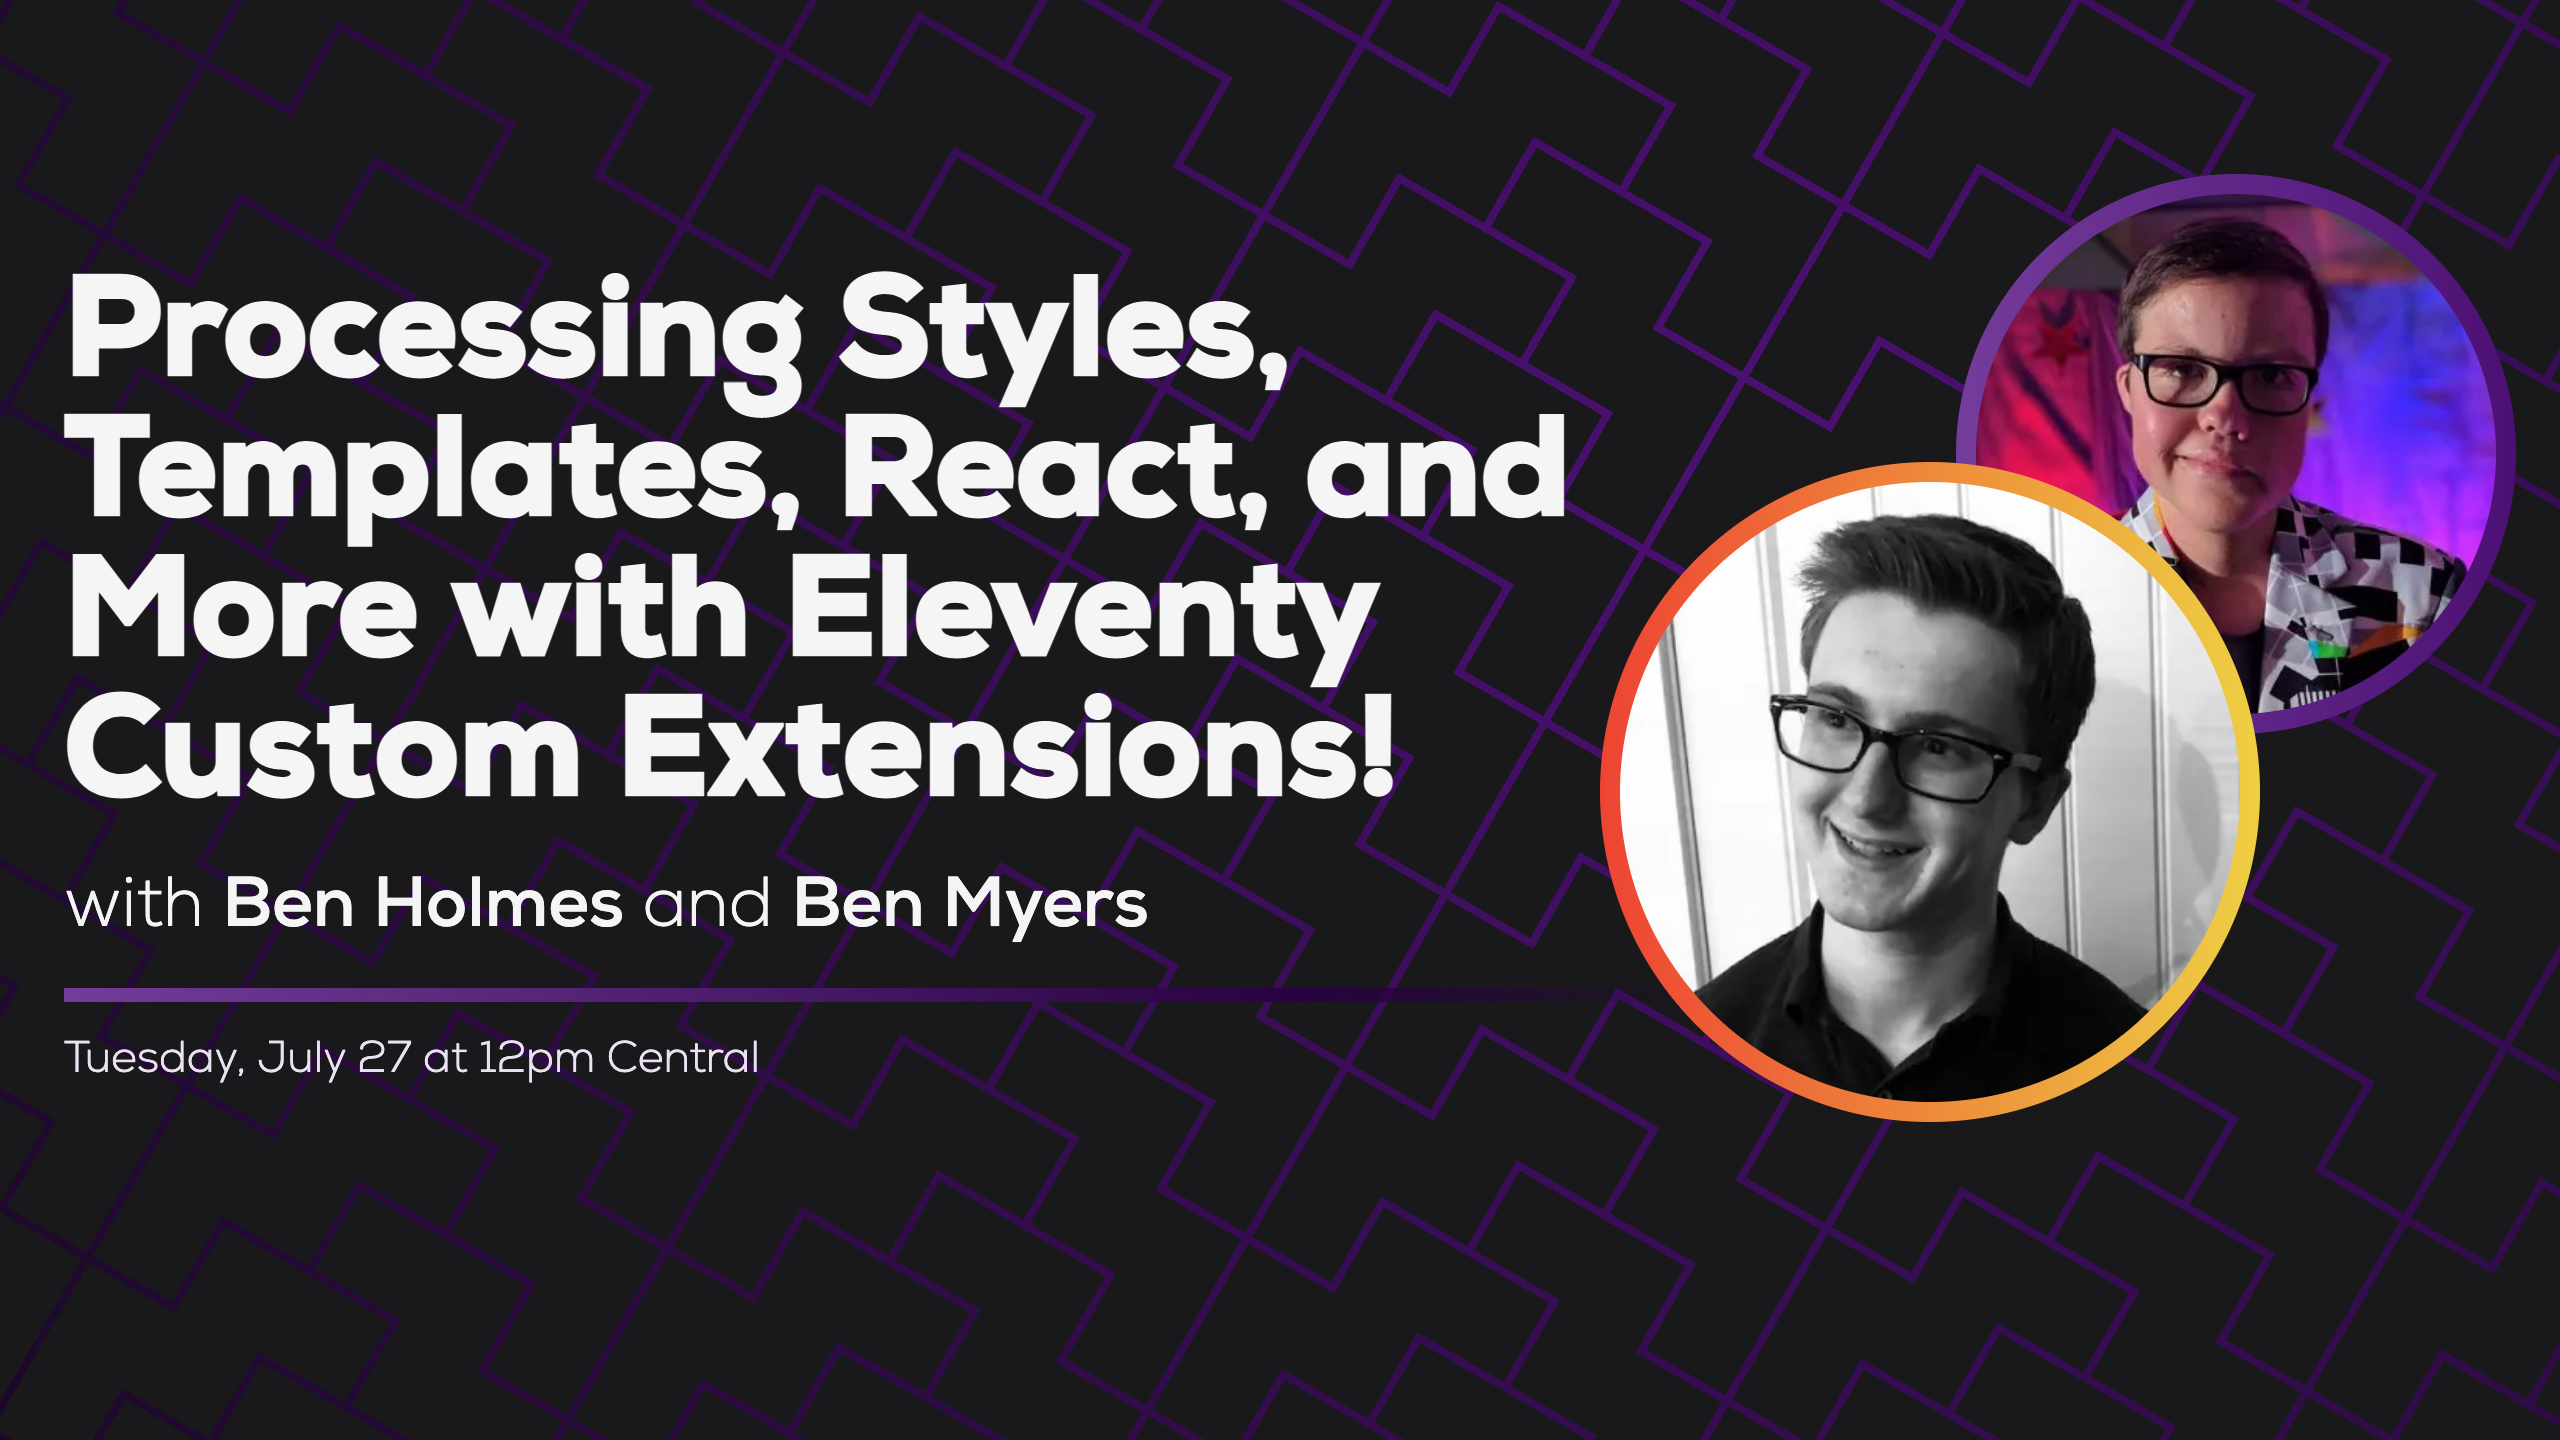 Processing Styles,
Templates, React, and
More with Eleventy
Custom Extensions!
with Ben Holmes and Ben Myers
Tuesday, July 27 at 12pm Central